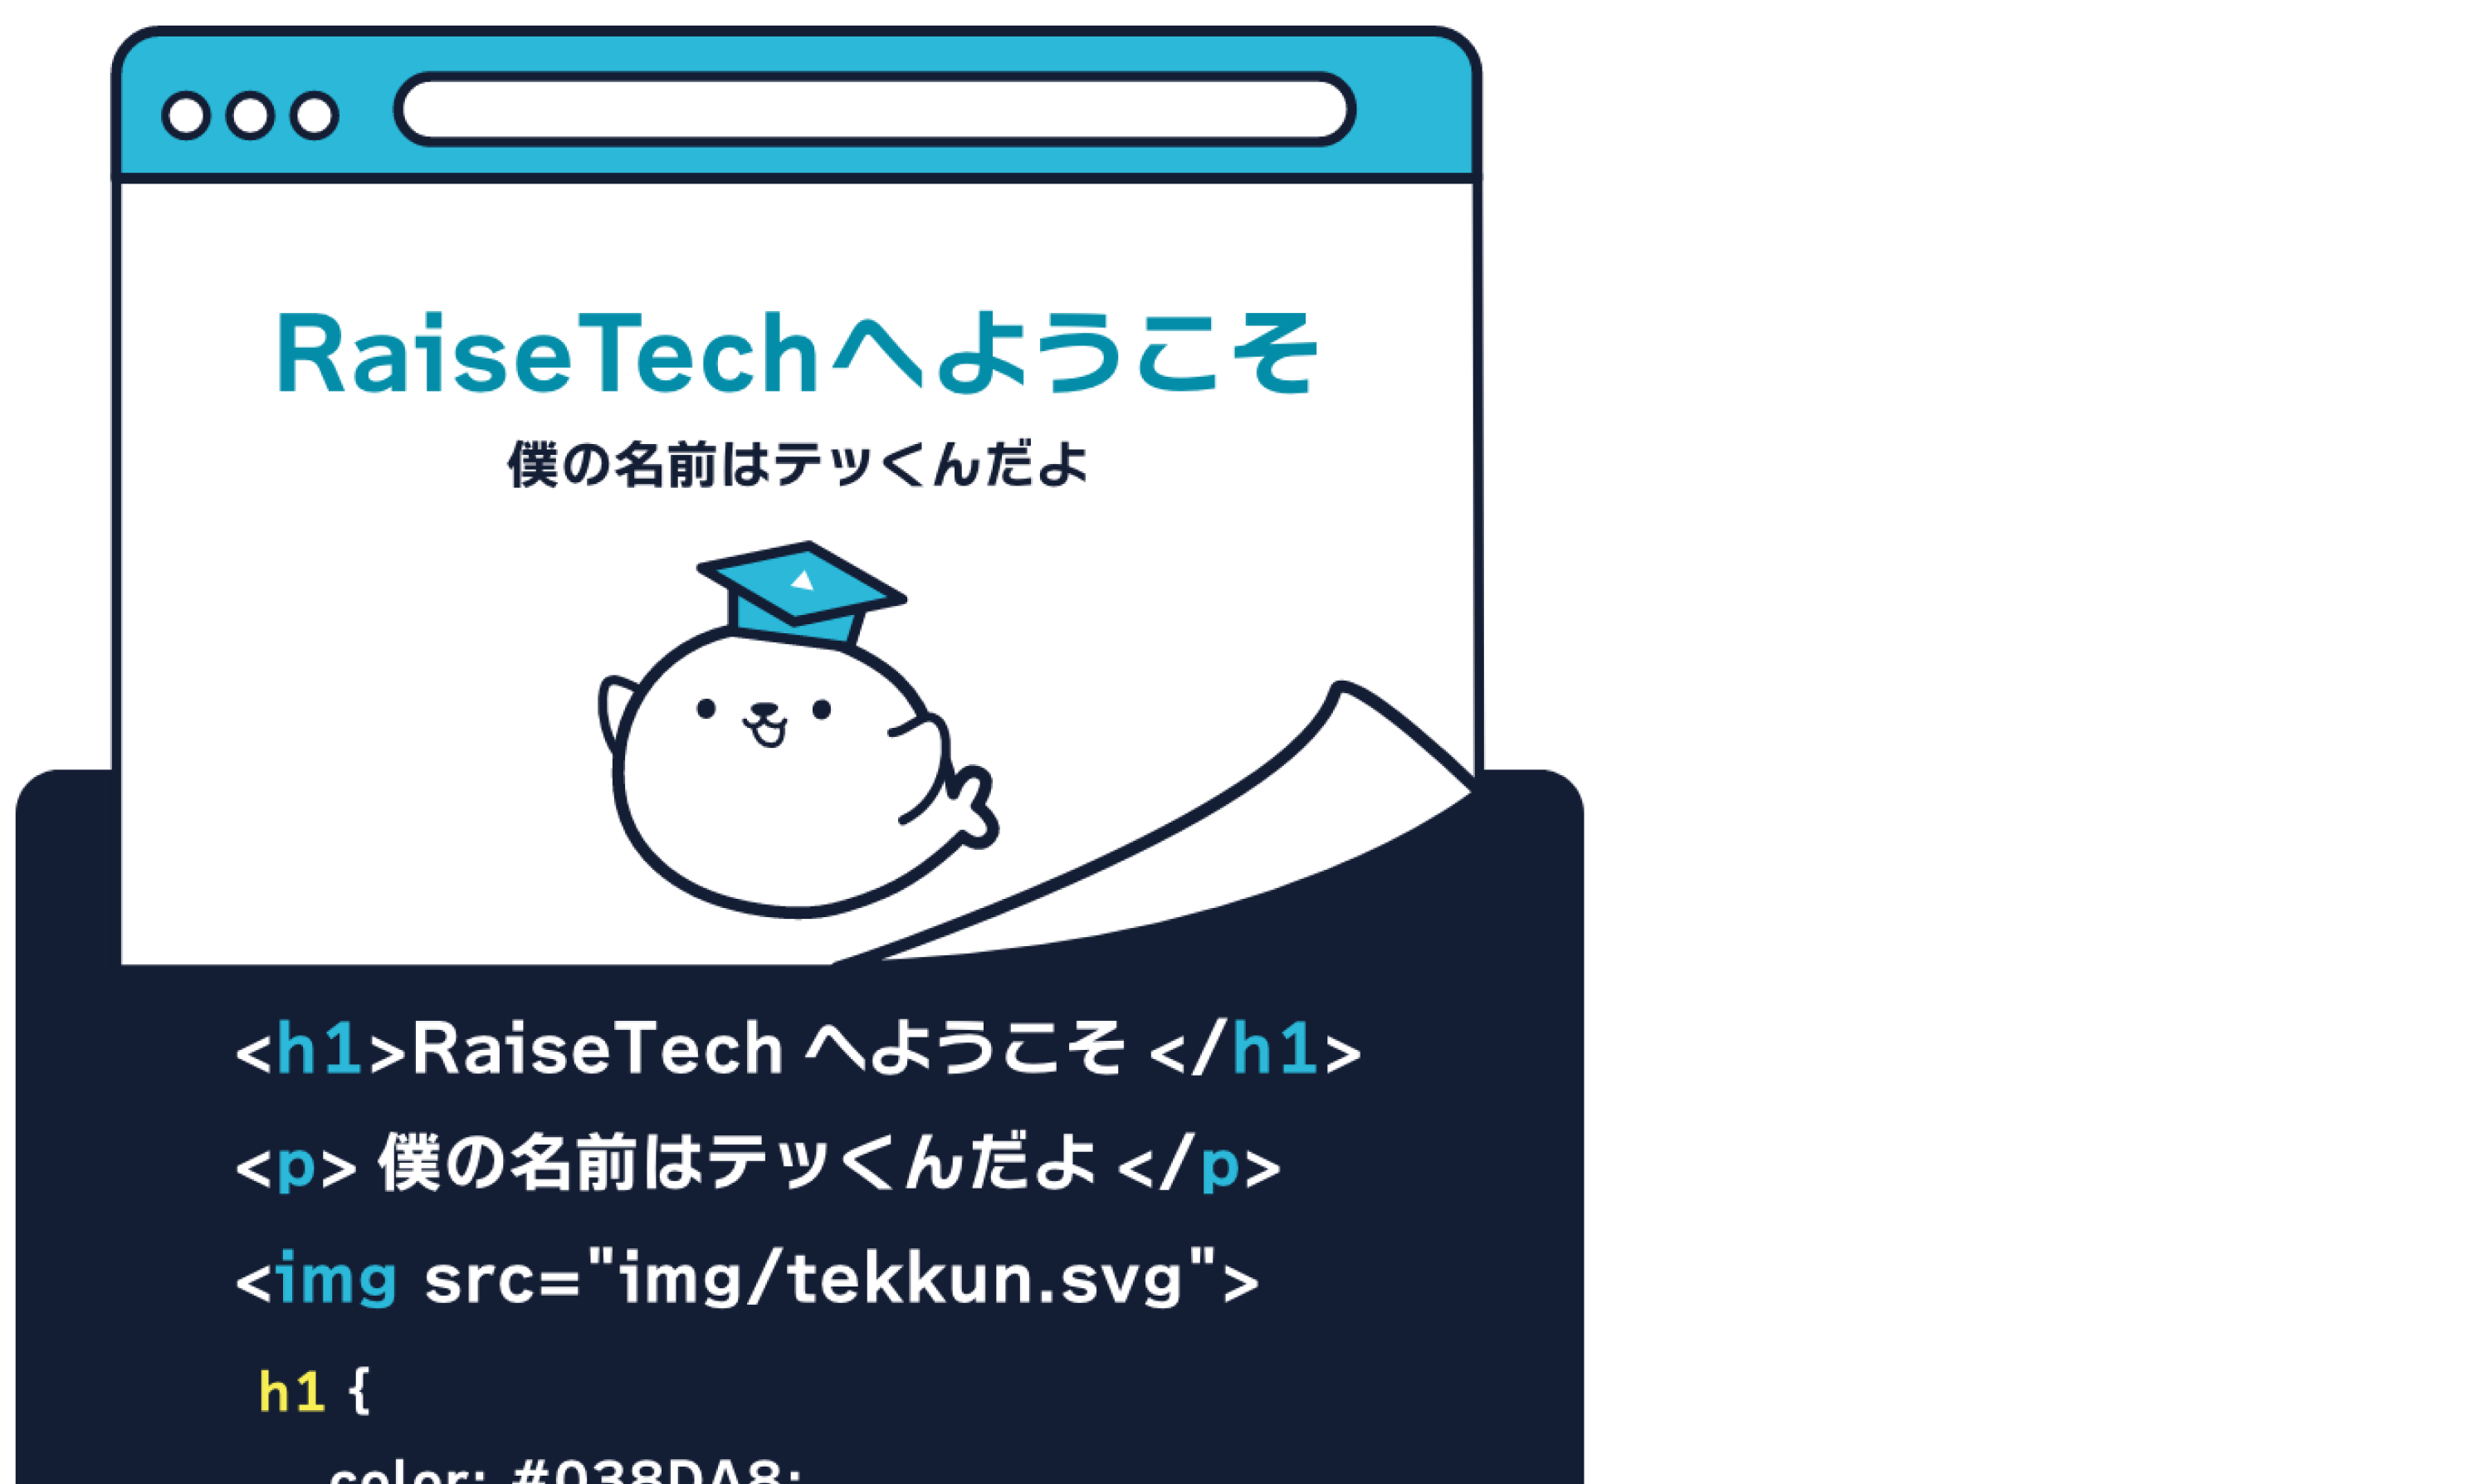 RaiseTechへようこそ
僕の名前はテッくんだよ
<h1>RaiseTech へようこそ </h1>
<p> 僕の名前はテッくんだよ </p>
<img src="img/tekkun.svg">
h1 {
color: #038DA8;